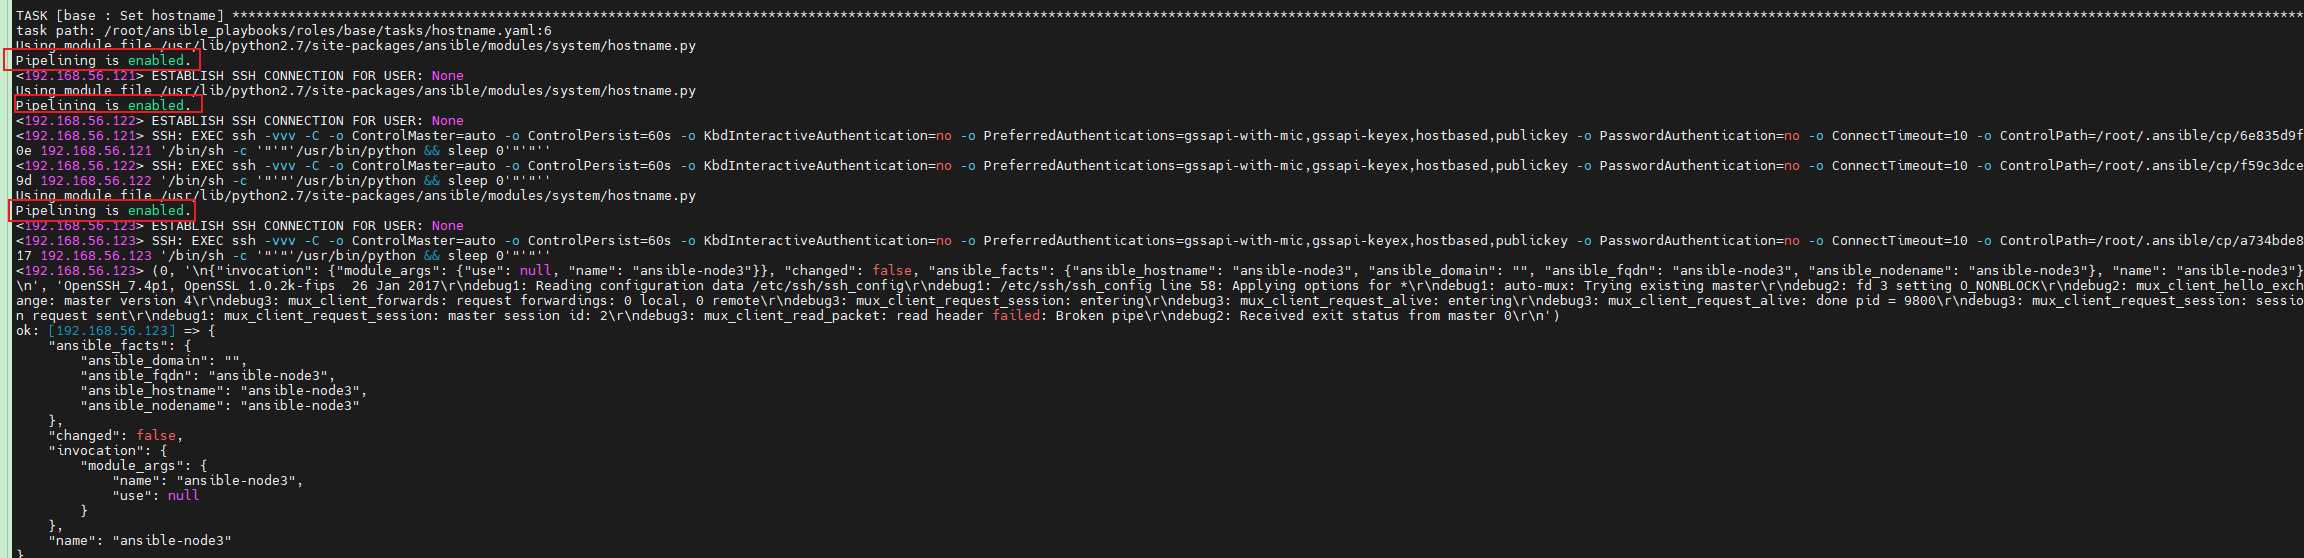 TASK [base : Set hostname] ***************************************************************************************************************************************************************************************************************************************************************
task path: /root/ansible_playbooks/roles/base/tasks/hostname.yaml:6
Using module file /usr/lib/python2.7/site-packages/ansible/modules/system/hostname.py
Pipelining is enabled.
<192.168.56.121> ESTABLISH SSH CONNECTION FOR USER: None
Using module file /usr/lib/python2.7/site-packages/ansible/modules/system/hostname.py
Pipelining is enabled.
<192.168.56.122> ESTABLISH SSH CONNECTION FOR USER: None
<192.168.56.121> SSH: EXEC ssh -vvv -C -o ControlMaster=auto -o ControlPersist=60s -o KbdInteractiveAuthentication=no -o PreferredAuthentications=gssapi-with-mic,gssapi-keyex,hostbased,publickey -o PasswordAuthentication=no -o ConnectTimeout=10 -o ControlPath=/root/.ansible/cp/6e835d9f
0e 192.168.56.121 '/bin/sh -c '"'"'/usr/bin/python && sleep 0'"'"''
<192.168.56.122> SSH: EXEC ssh -vvv -C -o ControlMaster=auto -o ControlPersist=60s -o KbdInteractiveAuthentication=no -o PreferredAuthentications=gssapi-with-mic,gssapi-keyex,hostbased,publickey -o PasswordAuthentication=no -o ConnectTimeout=10 -o ControlPath=/root/.ansible/cp/f59c3dce
9d 192.168.56.122 '/bin/sh -c '"'"'/usr/bin/python && sleep 0'"'"''
Using module file /usr/lib/python2.7/site-packages/ansible/modules/system/hostname.py
Pipelining is enabled.
<192.168.56.123> ESTABLISH SSH CONNECTION FOR USER: None
<192.168.56.123> SSH: EXEC ssh -vvv -C -o ControlMaster=auto -o ControlPersist=60s -o KbdInteractiveAuthentication=no -o PreferredAuthentications=gssapi-with-mic,gssapi-keyex,hostbased,publickey -o PasswordAuthentication=no -o ConnectTimeout=10 -o ControlPath=/root/.ansible/cp/a734bde8
17 192.168.56.123 '/bin/sh -c '"'"'/usr/bin/python && sleep 0'"'"''
<192.168.56.123> (0, '\n{"invocation": {"module_args": {"use": null, "name": "ansible-node3"}}, "changed": false, "ansible_facts": {"ansible_hostname": "ansible-node3", "ansible_domain": "", "ansible_fqdn": "ansible-node3", "ansible_nodename": "ansible-node3"}, "name": "ansible-node3"}
\n', 'OpenSSH_7.4p1, OpenSSL 1.0.2k-fips  26 Jan 2017\r\ndebug1: Reading configuration data /etc/ssh/ssh_config\r\ndebug1: /etc/ssh/ssh_config line 58: Applying options for *\r\ndebug1: auto-mux: Trying existing master\r\ndebug2: fd 3 setting O_NONBLOCK\r\ndebug2: mux_client_hello_exch
ange: master version 4\r\ndebug3: mux_client_forwards: request forwardings: 0 local, 0 remote\r\ndebug3: mux_client_request_session: entering\r\ndebug3: mux_client_request_alive: entering\r\ndebug3: mux_client_request_alive: done pid = 9800\r\ndebug3: mux_client_request_session: sessio
n request sent\r\ndebug1: mux_client_request_session: master session id: 2\r\ndebug3: mux_client_read_packet: read header failed: Broken pipe\r\ndebug2: Received exit status from master 0\r\n')
ok: [192.168.56.123] => {
    "ansible_facts": {
        "ansible_domain": "",
        "ansible_fqdn": "ansible-node3",
        "ansible_hostname": "ansible-node3",
        "ansible_nodename": "ansible-node3"
    },
    "changed": false,
    "invocation": {
        "module_args": {
            "name": "ansible-node3",
            "use": null
        }
    },
    "name": "ansible-node3"
}